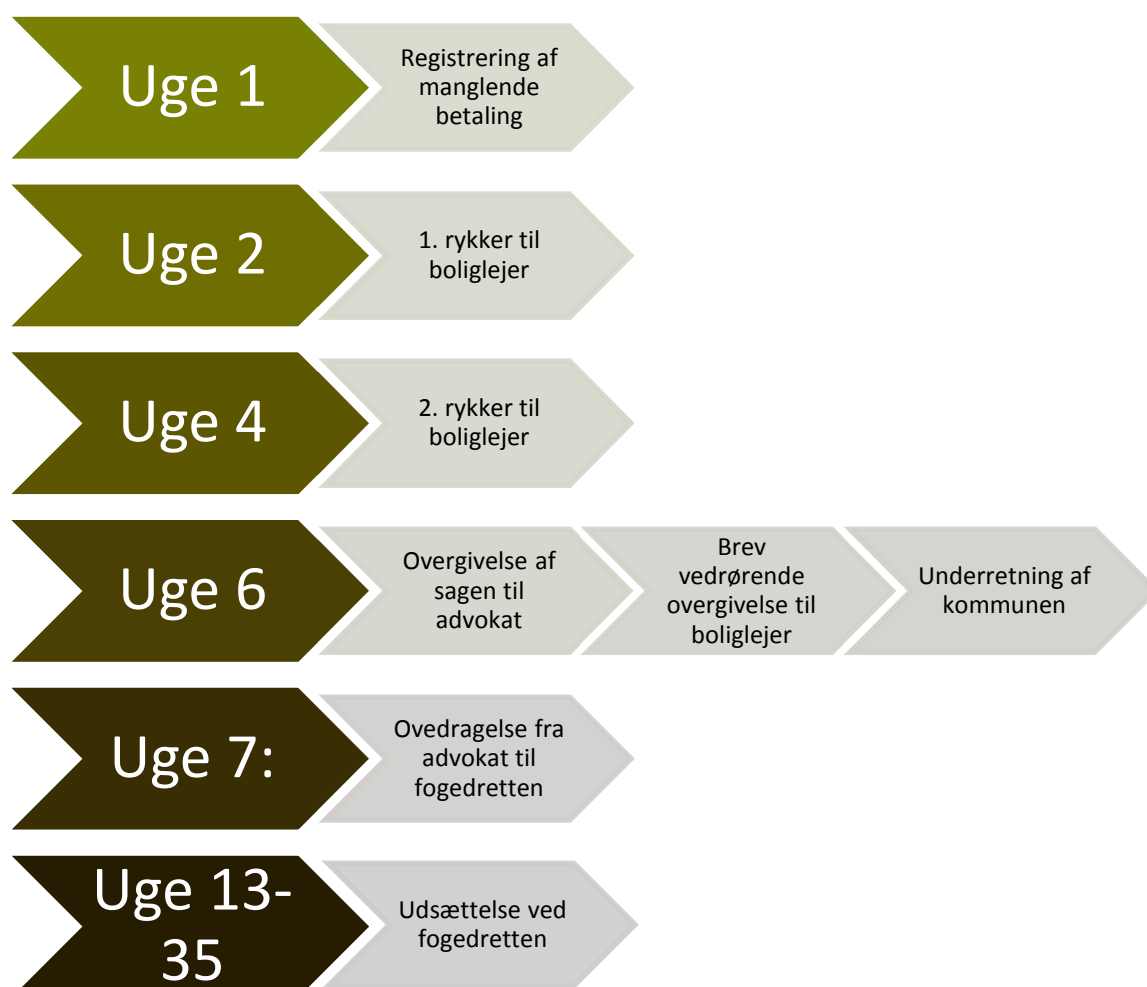 Uge 1
Registrering af
manglende
betaling
Uge 2
1. rykker til
boliglejer
Uge 4
2. rykker til
boliglejer
Uge 6
Overgivelse af
sagen til
advokat
Brev
vedrørende
overgivelse til
boliglejer
Underretning af
kommunen
Uge 7:
Ovedragelse fra
advokat til
fogedretten
Uge 13-
35
Udsættelse ved
fogedretten